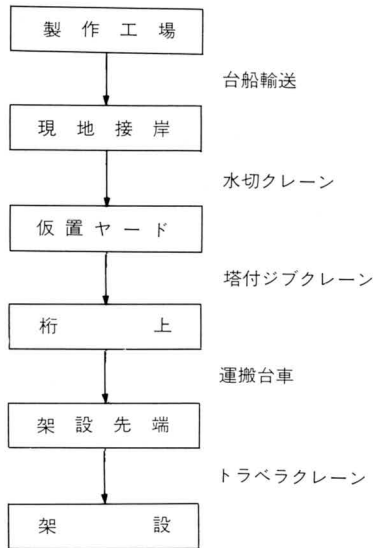 製作工場
台船輸送
現地接岸
水切クレーン
仮置ヤード
塔付ジブクレーン
桁上
運搬台車
架設先端
トラベラクレーン
架設